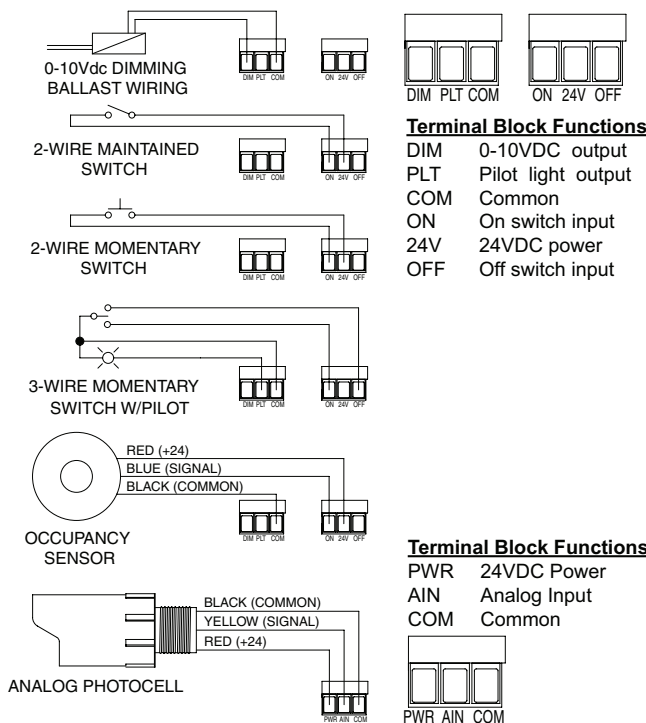 0-10Vdc DIMMING
BALLAST WIRING
DIM PLT COM
ON 24V OFF
2-WIRE MAINTAINED
SWITCH
DIM PLT COM
ON 24V OFF
2-WIRE MOMENTARY
SWITCH
DIM PLT COM
ON 24V OFF
3-WIRE MOMENTARY
SWITCH W/PILOT
DIM PLT COM
ON 24V OFF
RED (+24)
BLUE (SIGNAL)
BLACK (COMMON)
OCCUPANCY
SENSOR
DIM PLT COM
ON 24V OFF
BLACK (COMMON)
YELLOW (SIGNAL)
RED (+24)
ANALOG PHOTOCELL
PWR AIN COM
DIM PLT COM
ON 24V OFF
Terminal Block Functions
DIM 0-10VDC output
PLT Pilot light output
COM Common
ON On switch input
24V 24VDC power
OFF Off switch input
Terminal Block Functions
PWR 24VDC Power
AIN Analog Input
COM Common
PWR AIN COM